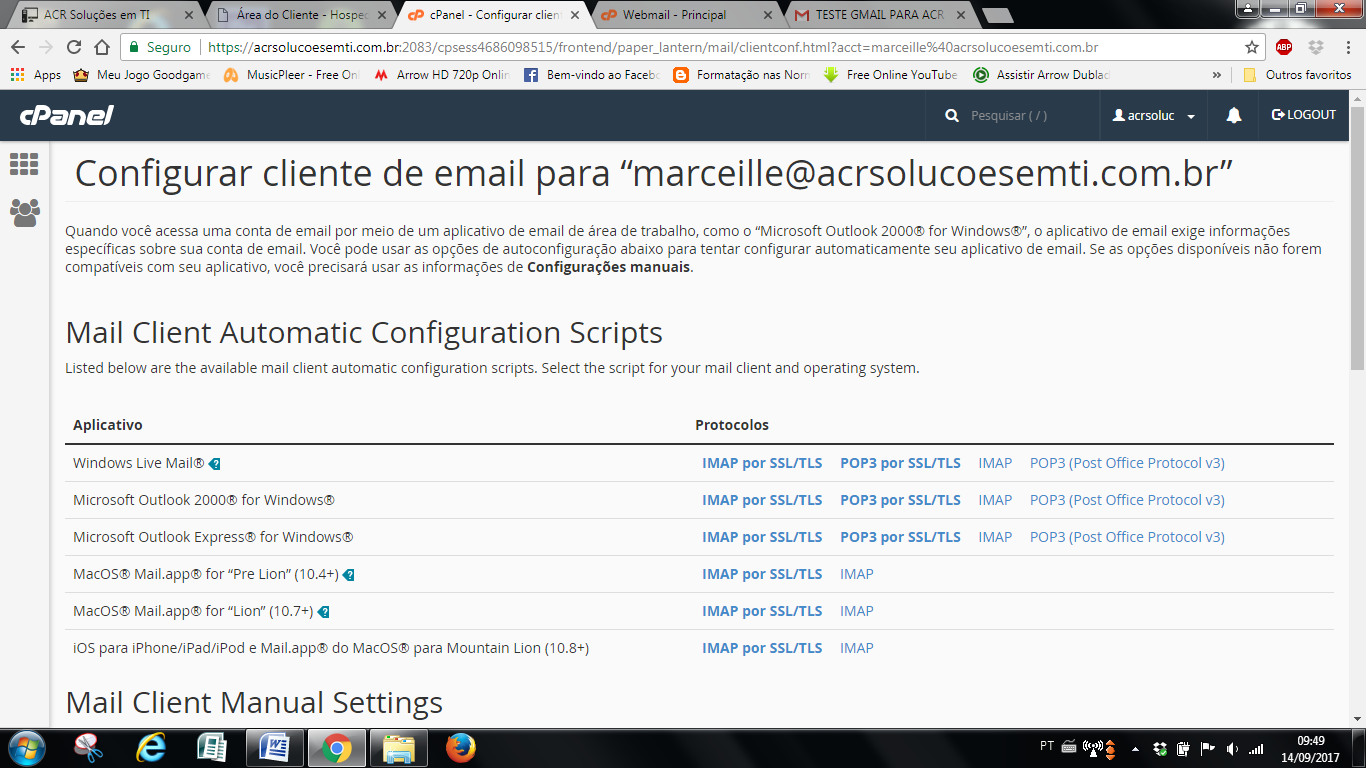 ACR Soluções em TI
Área do Cliente - Hosped
cPanel - Configurar clien
Webmail - Principal
TESTE GMAIL PARA ACR
Seguro
https://acrsolucoesemti.com.br:2083/cpsess4686098515/frontend/paper_lantern/mail/clientconf.html?acct=marceille%40acrsolucoesemti.com.br
ABP
Apps
Meu Jogo Goodgame
MusicPleer - Free Onl
Arrow HD 720p Onlin
Bem-vindo ao Facebo
Formatação nas Norm
Free Online YouTube
Assistir Arrow Dublad
»
Outros favoritos
cPanel
Pesquisar ( / )
acrsoluc
LOGOUT
Configurar cliente de email para “marceille@acrsolucoesemti.com.br”
Quando você acessa uma conta de email por meio de um aplicativo de email de área de trabalho, como o “Microsoft Outlook 2000® for Windows®”, o aplicativo de email exige informações
específicas sobre sua conta de email. Você pode usar as opções de autoconfiguração abaixo para tentar configurar automaticamente seu aplicativo de email. Se as opções disponíveis não forem
compatíveis com seu aplicativo, você precisará usar as informações de Configurações manuais.
Mail Client Automatic Configuration Scripts
Listed below are the available mail client automatic configuration scripts. Select the script for your mail client and operating system.
Aplicativo Protocolos
Windows Live Mail® IMAP por SSL/TLS POP3 por SSL/TLS IMAP POP3 (Post Office Protocol v3)
Microsoft Outlook 2000® for Windows® IMAP por SSL/TLS POP3 por SSL/TLS IMAP POP3 (Post Office Protocol v3)
Microsoft Outlook Express® for Windows® IMAP por SSL/TLS POP3 por SSL/TLS IMAP POP3 (Post Office Protocol v3)
MacOS® Mail.app® for “Pre Lion” (10.4+) IMAP por SSL/TLS IMAP
MacOS® Mail.app® for “Lion” (10.7+) IMAP por SSL/TLS IMAP
iOS para iPhone/iPad/iPod e Mail.app® do MacOS® para Mountain Lion (10.8+) IMAP por SSL/TLS IMAP
Mail Client Manual Settings
PT
09:49
14/09/2017